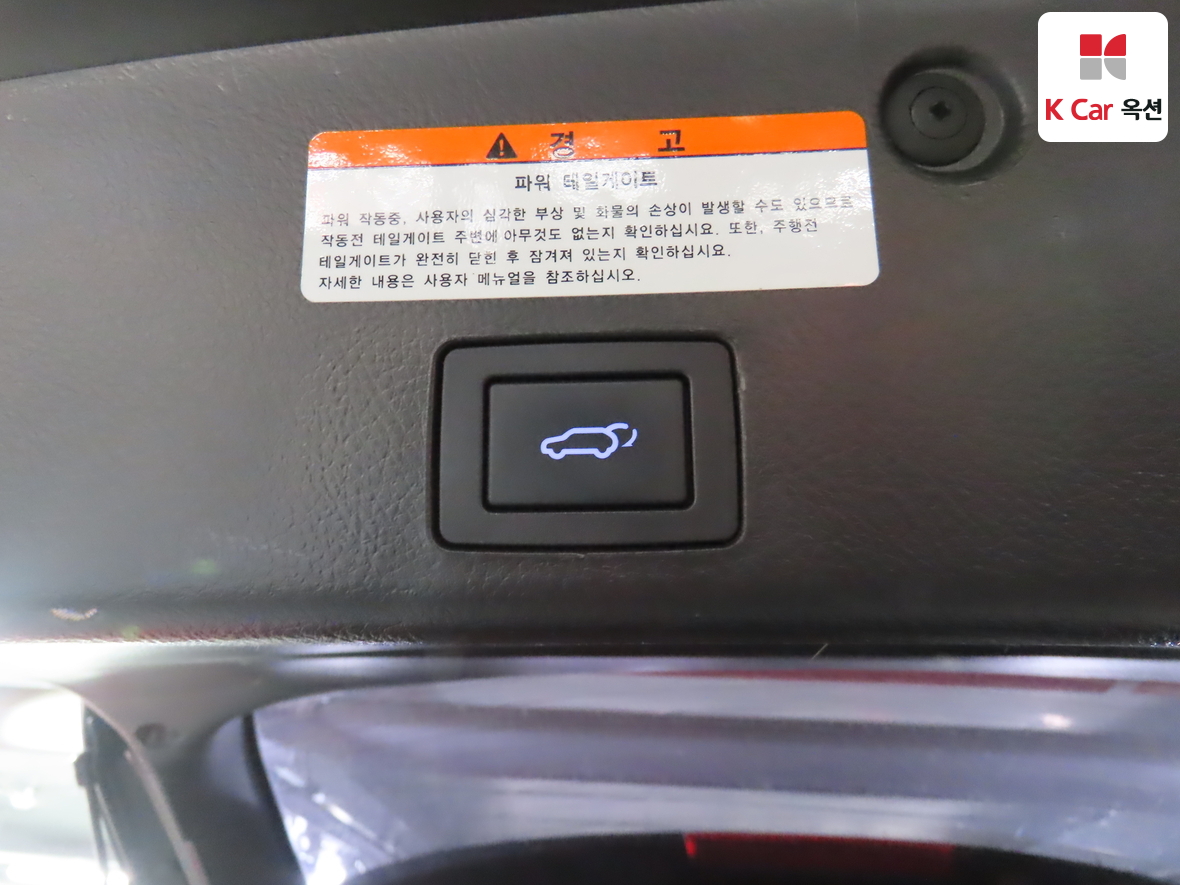 K Car 옥션
경 고
파워 테일게이트
파워 작동중, 사용자의 심각한 부상 및 화물의 손상이 발생할 수도 있으므로
작동전 테일게이트 주변에 아무것도 없는지 확인하십시요. 또한, 주행전
테일게이트가 완전히 닫힌 후 잠겨져 있는지 확인하십시요.
자세한 내용은 사용자 메뉴얼을 참조하십시오.